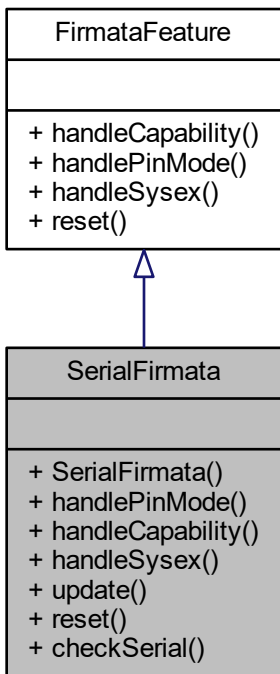 FirmataFeature
+ handleCapability()
+ handlePinMode()
+ handleSysex()
+ reset()
SerialFirmata
+ SerialFirmata()
+ handlePinMode()
+ handleCapability()
+ handleSysex()
+ update()
+ reset()
+ checkSerial()